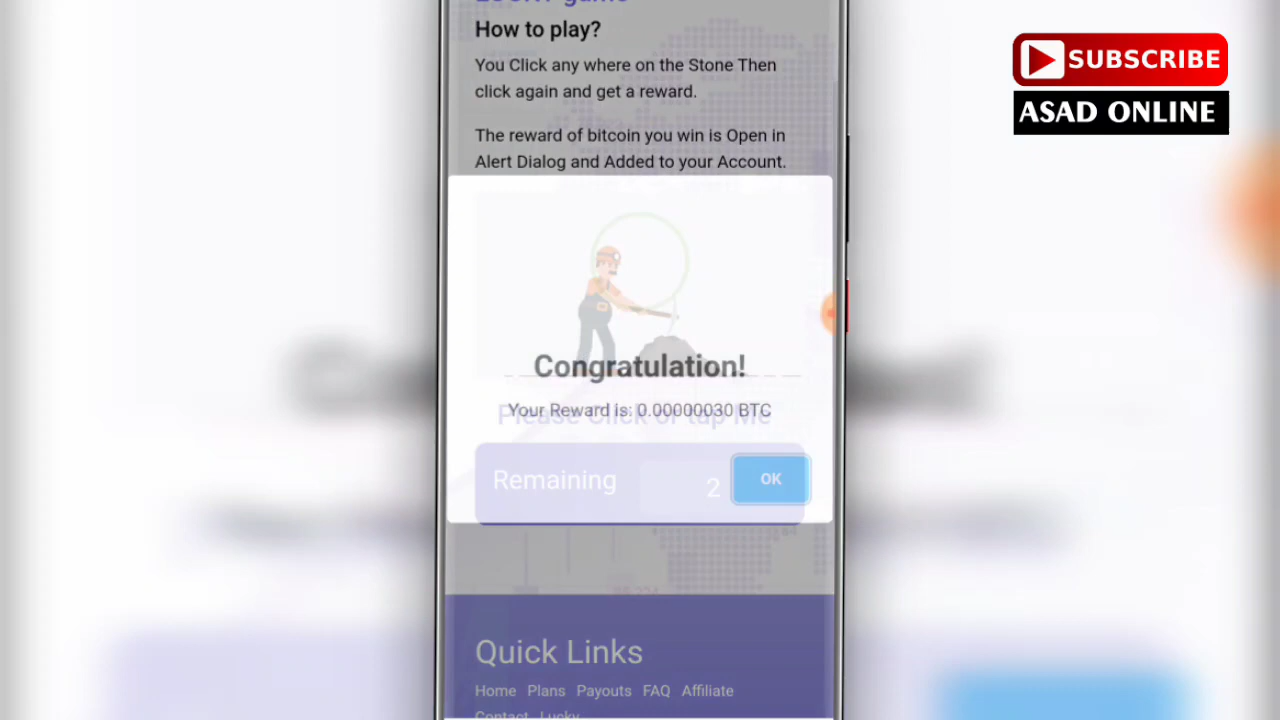 How to play?
You Click any where on the Stone Then
click again and get a reward.
The reward of bitcoin you win is Open in
Alert Dialog and Added to your Account.
Congratulation!
Your Reward is: 0.00000030 BTC
Please Click or tap Me
Remaining 2 OK
Quick Links
Home Plans Payouts FAQ Affiliate
Contact Lucky
SUBSCRIBE
ASAD ONLINE